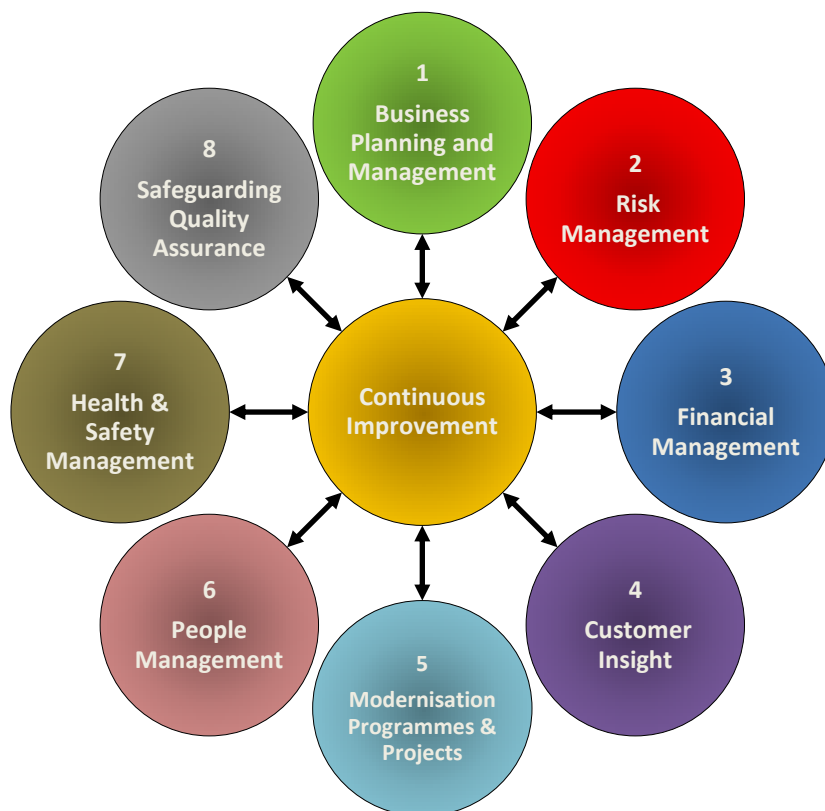 1
Business
Planning and
Management
2
Risk
Management
3
Financial
Management
4
Customer
Insight
5
Modernisation
Programmes &
Projects
6
People
Management
7
Health &
Safety
Management
8
Safeguarding
Quality
Assurance
Continuous
Improvement